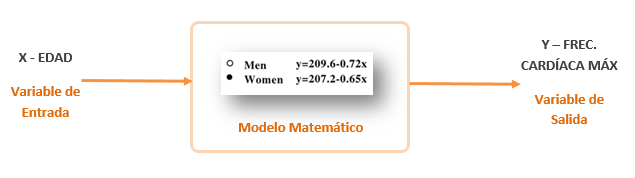 X - EDAD
Variable de
Entrada
Men y=209.6-0.72x
Women y=207.2-0.65x
Modelo Matemático
Y – FREC.
CARDÍACA MÁX
Variable de
Salida